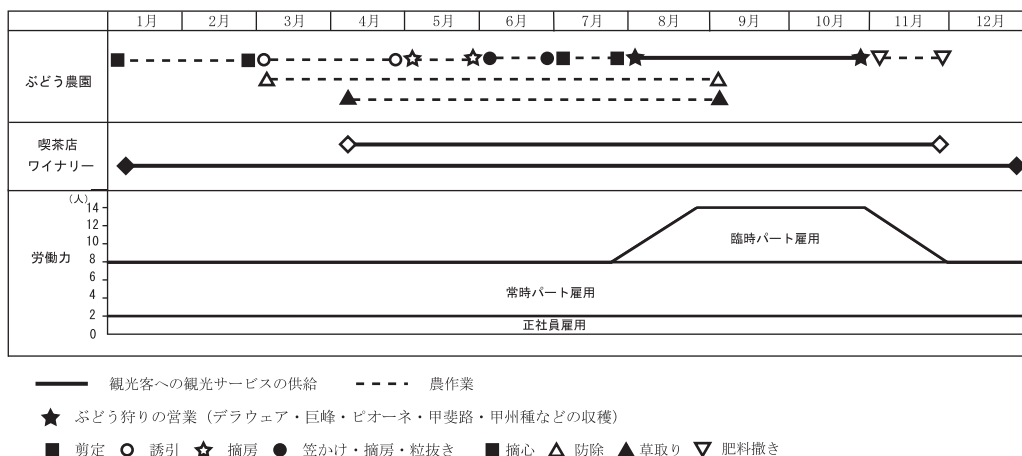 1月 2月 3月 4月 5月 6月 7月 8月 9月 10月 11月 12月
ぶどう農園
喫茶店
ワイナリー
(人)
14
12
10
8
6
4
2
0
労働力
臨時パート雇用
常時パート雇用
正社員雇用
観光客への観光サービスの供給 農作業
★ ぶどう狩りの営業（デラウェア・巨峰・ピオーネ・甲斐路・甲州種などの収穫）
■ 剪定 ○ 誘引 ☆ 摘房 ● 笠かけ・摘房・粒抜き ■ 摘心 △ 防除 ▲ 草取り ▽ 肥料撒き